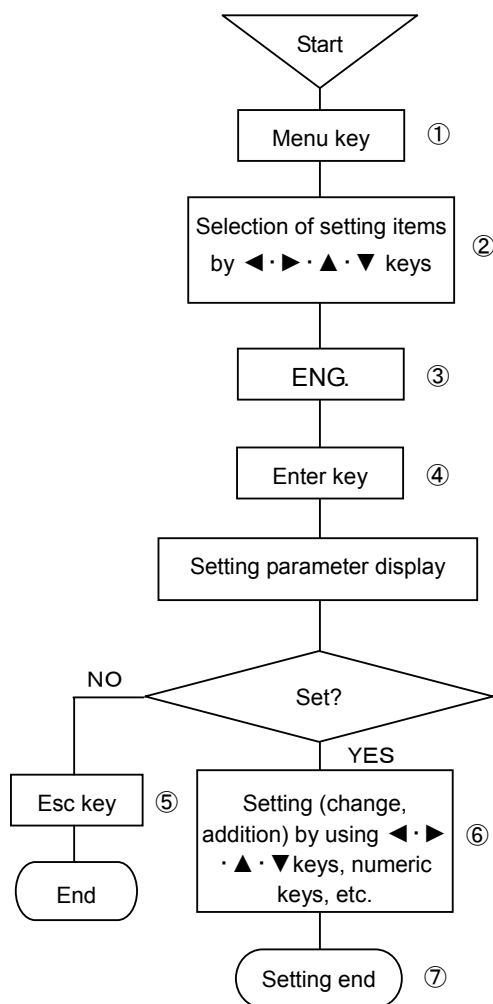 Start
Menu key ①
Selection of setting items
by ◄・►・▲・▼ keys ②
ENG. ③
Enter key ④
Setting parameter display
Set?
NO
YES
Esc key ⑤
End
Setting (change,
addition) by using ◄・► ⑥
・▲・▼keys, numeric
keys, etc.
Setting end ⑦